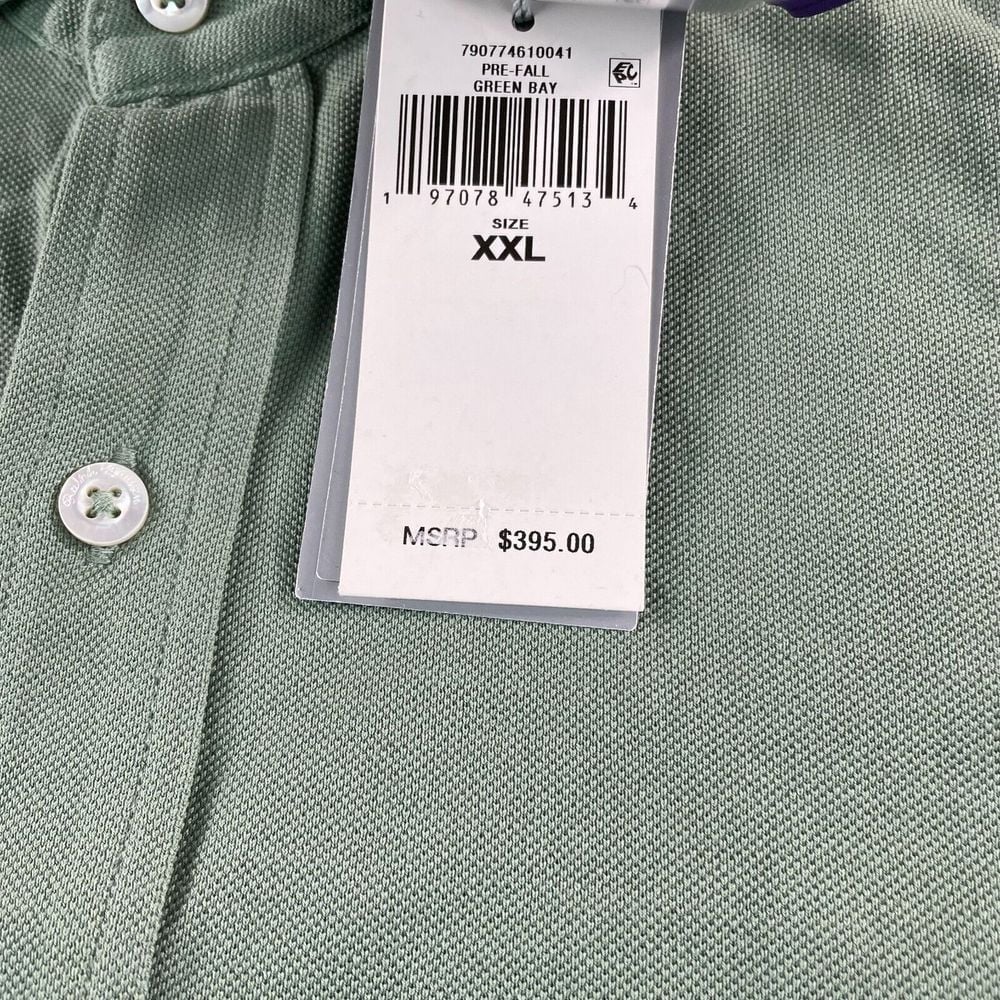 790774610041
PRE-FALL
GREEN BAY
1 97078 47513 4
SIZE
XXL
MSRP $395.00